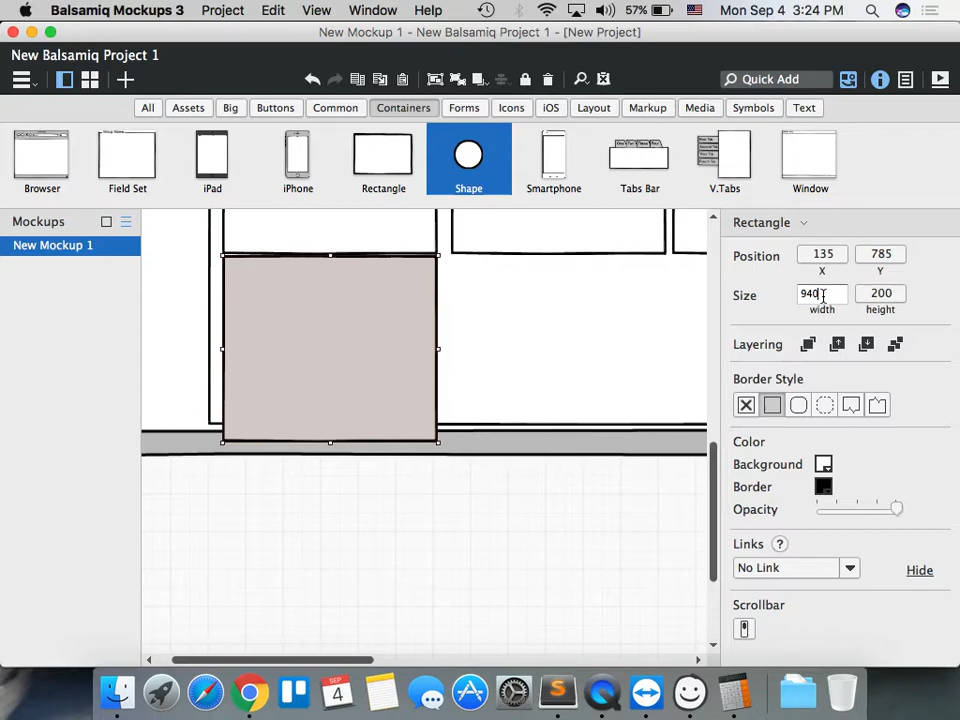 Balsamiq Mockups 3 Project Edit View Window Help 57% Mon Sep 4 3:24 PM
New Mockup 1 - New Balsamiq Project 1 - [New Project]
New Balsamiq Project 1
Quick Add
All Assets Big Buttons Common Containers Forms Icons iOS Layout Markup Media Symbols Text
Browser Field Set iPad iPhone Rectangle Shape Smartphone Tabs Bar V.Tabs Window
Mockups
New Mockup 1
Rectangle
Position 135 785
X Y
Size 940 200
width height
Layering
Border Style
Color
Background
Border
Opacity
Links ?
No Link Hide
Scrollbar
SEP
4